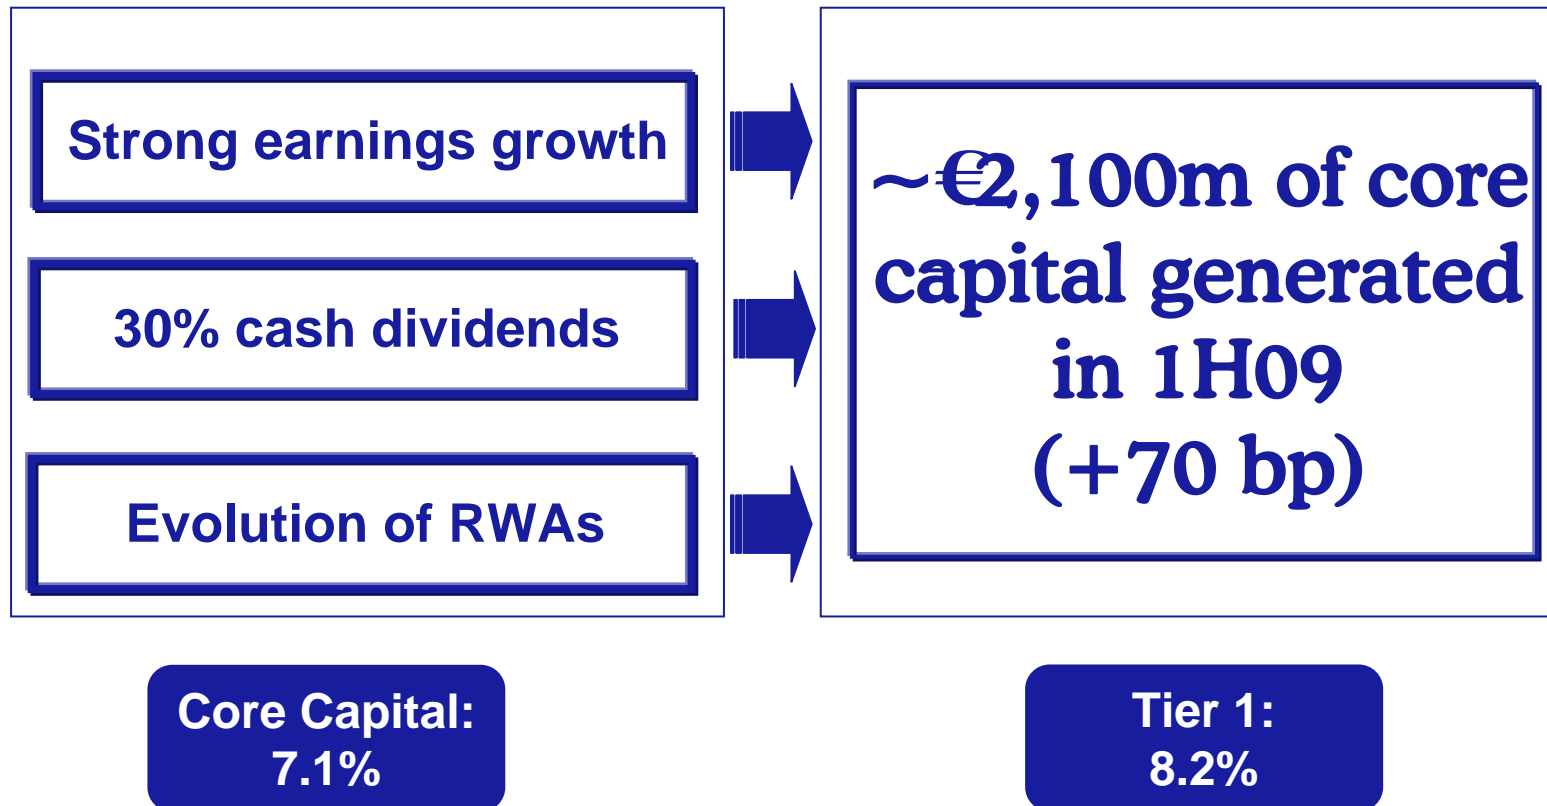 Strong earnings growth
30% cash dividends
Evolution of RWAs
~€2,100m of core
capital generated
in 1H09
(+70 bp)
Core Capital:
7.1%
Tier 1:
8.2%